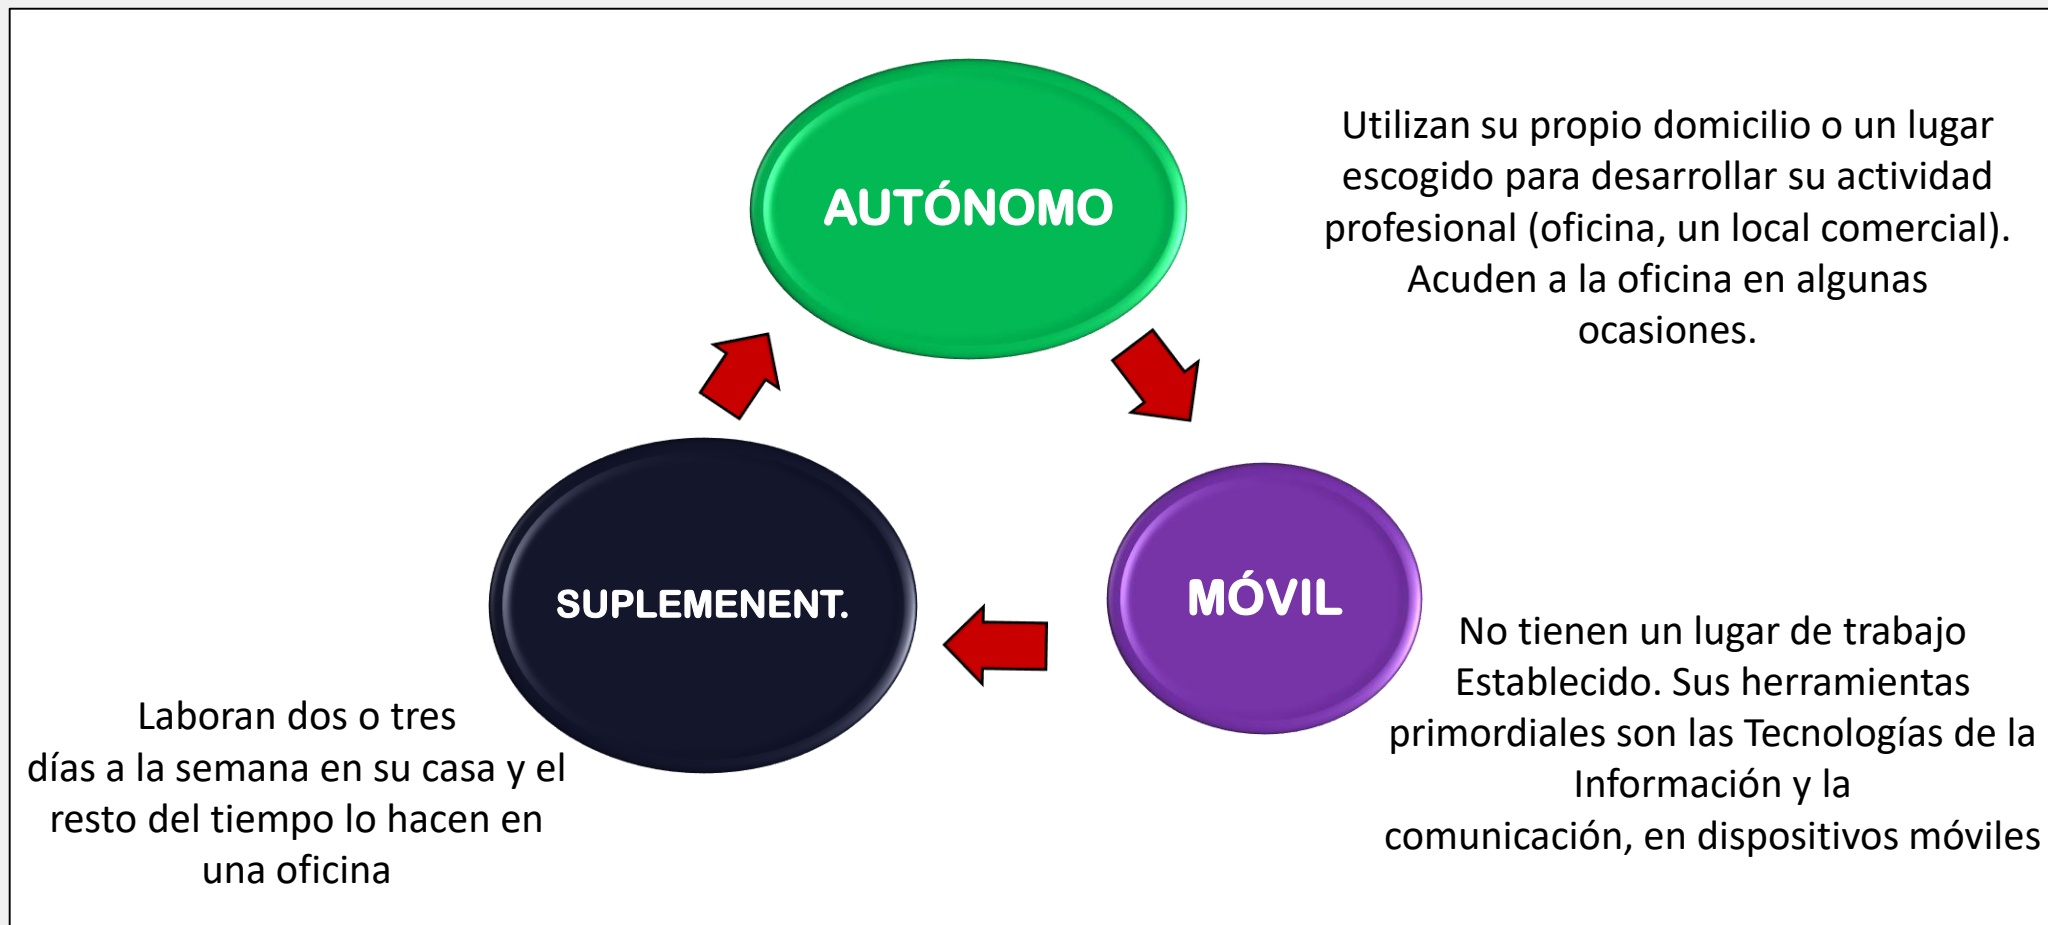 AUTÓNOMO
Utilizan su propio domicilio o un lugar
escogido para desarrollar su actividad
profesional (oficina, un local comercial).
Acuden a la oficina en algunas
ocasiones.
MÓVIL
No tienen un lugar de trabajo
Establecido. Sus herramientas
primordiales son las Tecnologías de la
Información y la
comunicación, en dispositivos móviles
SUPLEMENENT.
Laboran dos o tres
días a la semana en su casa y el
resto del tiempo lo hacen en
una oficina